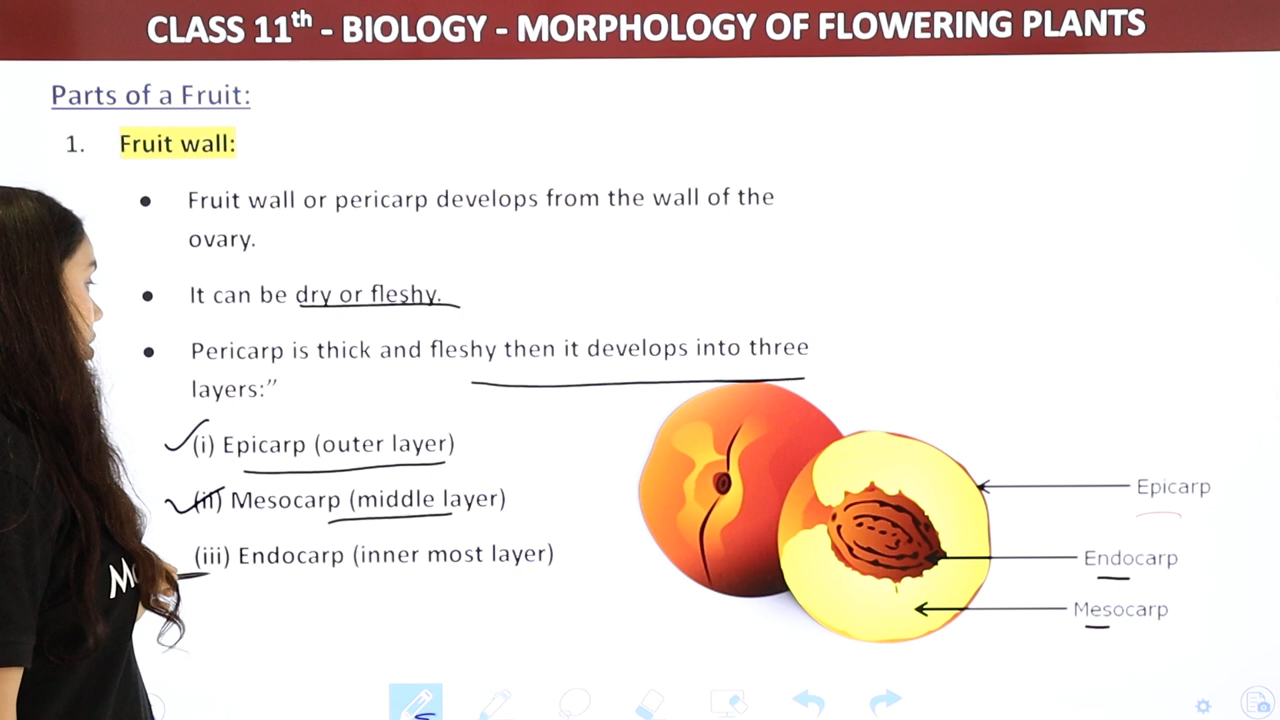 CLASS 11th - BIOLOGY - MORPHOLOGY OF FLOWERING PLANTS
Parts of a Fruit:
1. Fruit wall:
• Fruit wall or pericarp develops from the wall of the
ovary.
• It can be dry or fleshy.
• Pericarp is thick and fleshy then it develops into three
layers:”
(i) Epicarp (outer layer)
(ii) Mesocarp (middle layer)
(iii) Endocarp (inner most layer)
Epicarp
Endocarp
Mesocarp